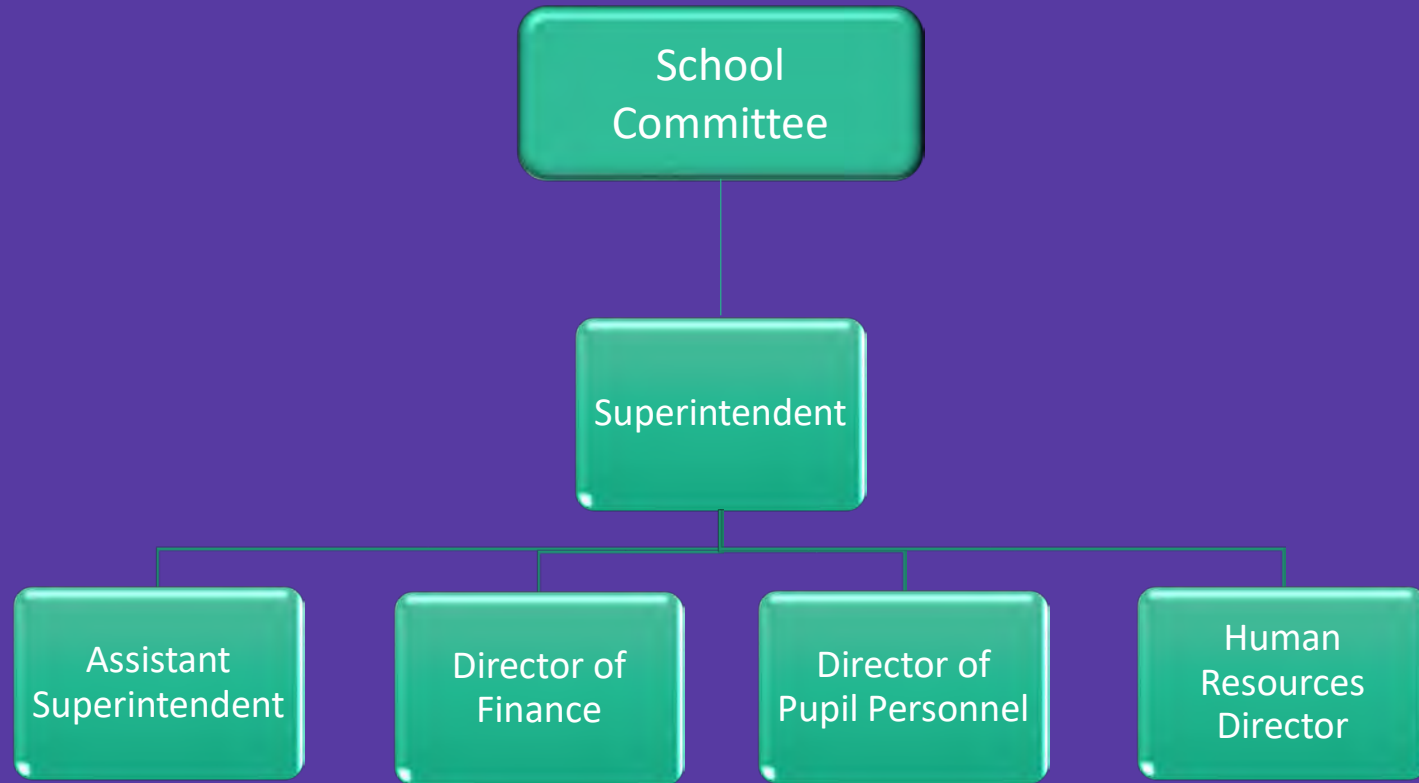 School
Committee
Superintendent
Assistant
Superintendent
Director of
Finance
Director of
Pupil Personnel
Human
Resources
Director